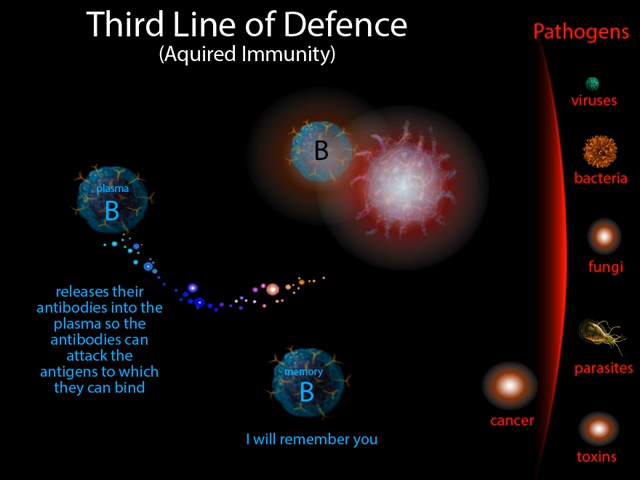 Third Line of Defence
(Aquired Immunity)
Pathogens
viruses
bacteria
fungi
parasites
toxins
cancer
B
plasma
B
releases their
antibodies into the
plasma so the
antibodies can
attack the
antigens to which
they can bind
memory
B
I will remember you